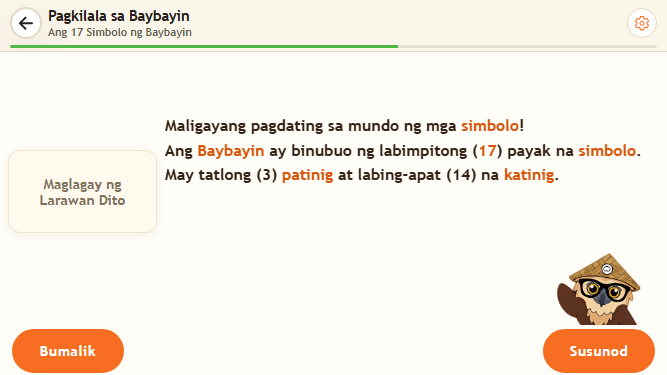 Pagkilala sa Baybayin
Ang 17 Simbolo ng Baybayin
Maligayang pagdating sa mundo ng mga simbolo!
Ang Baybayin ay binubuo ng labimpitong (17) payak na simbolo.
May tatlong (3) patinig at labing-apat (14) na katinig.
Maglagay ng
Larawan Dito
Bumalik
Susunod